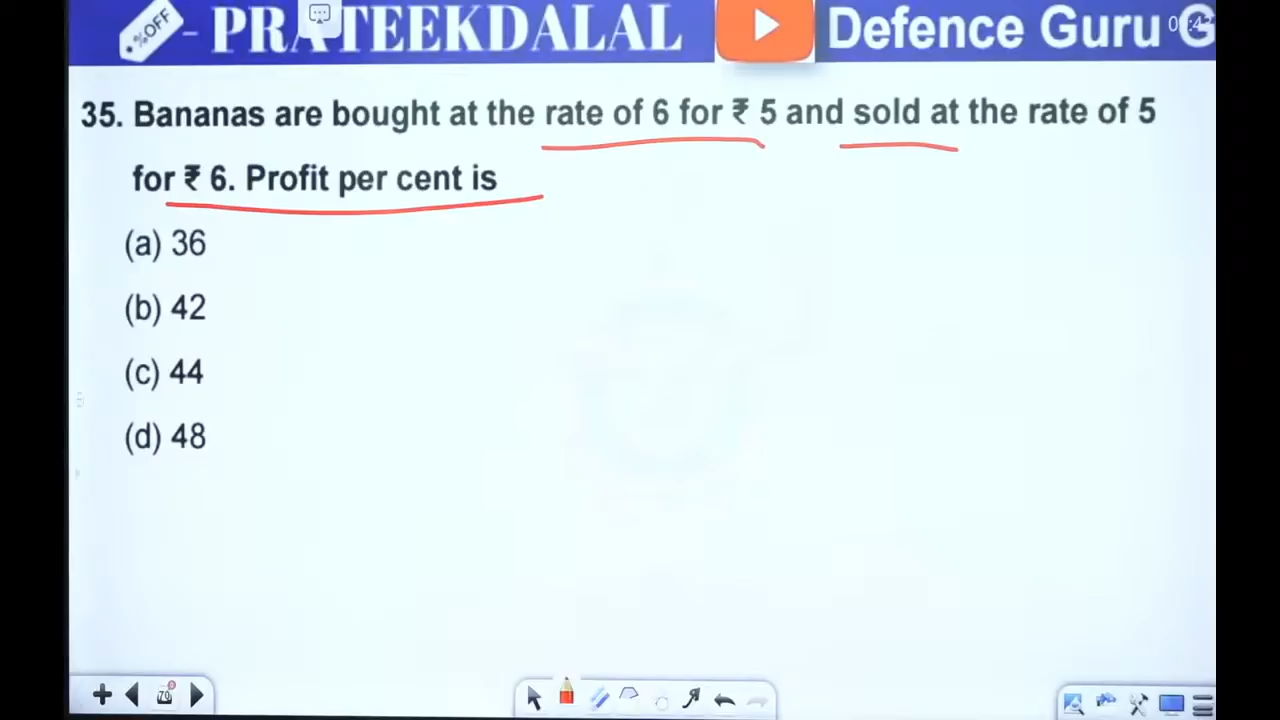 %OFF - PRATEEKDALAL Defence Guru G
35. Bananas are bought at the rate of 6 for ₹ 5 and sold at the rate of 5
for ₹ 6. Profit per cent is
(a) 36
(b) 42
(c) 44
(d) 48